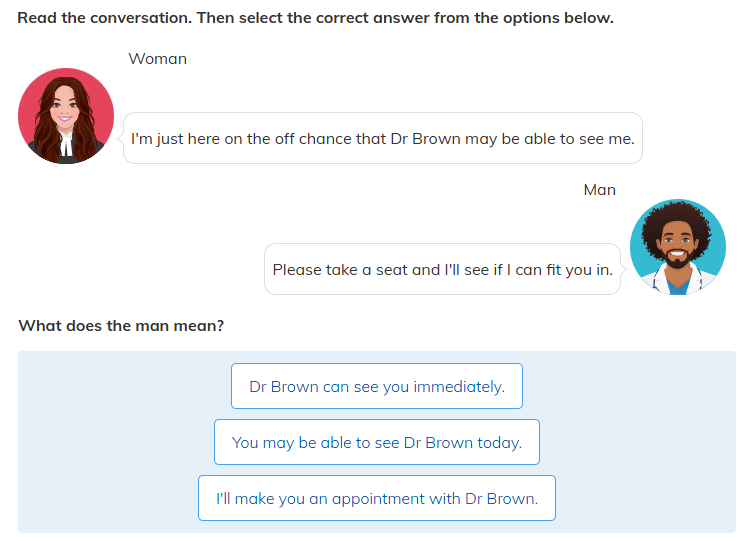 Read the conversation. Then select the correct answer from the options below.
Woman
I'm just here on the off chance that Dr Brown may be able to see me.
Man
Please take a seat and I'll see if I can fit you in.
What does the man mean?
Dr Brown can see you immediately.
You may be able to see Dr Brown today.
I'll make you an appointment with Dr Brown.